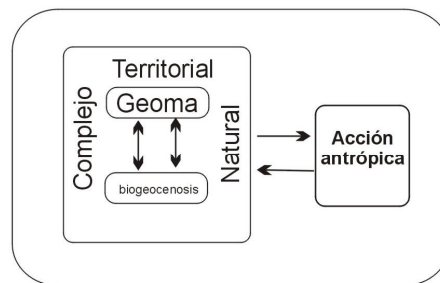 Territorial
Complejo
Geoma
Natural
biogeocenosis
Acción
antrópica